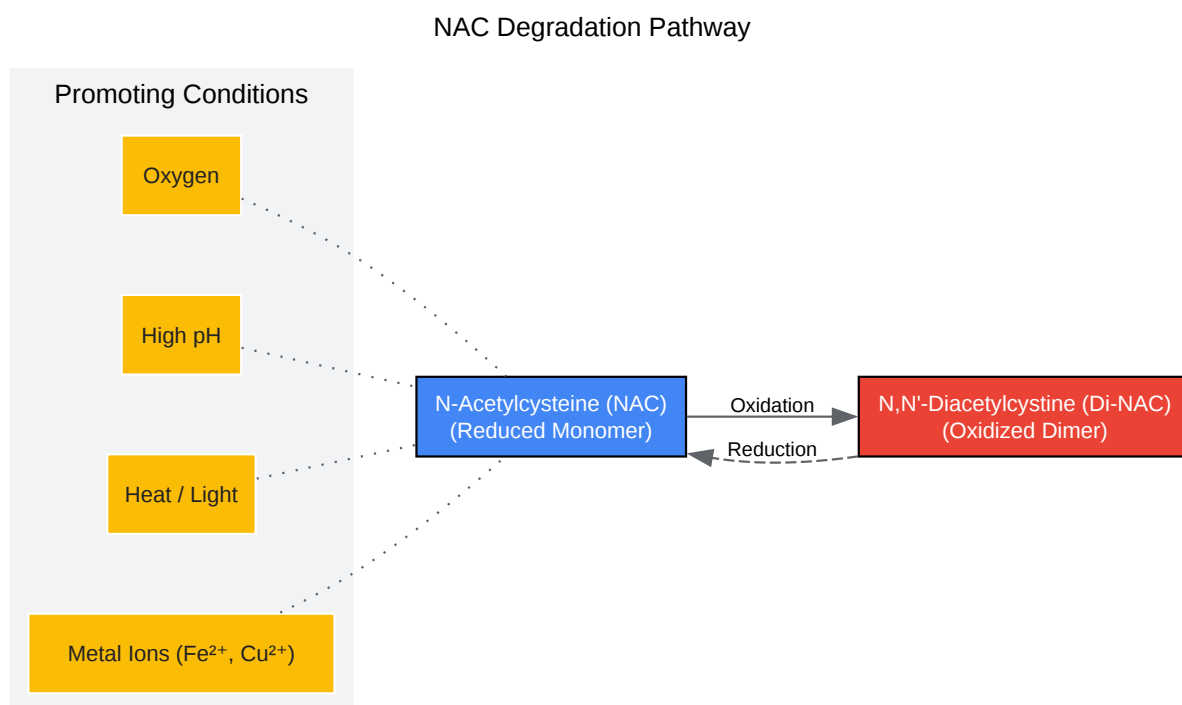 NAC Degradation Pathway
Promoting Conditions
Oxygen
High pH
Heat / Light
Metal Ions (Fe²⁺, Cu²⁺)
N-Acetylcysteine (NAC)
(Reduced Monomer)
Oxidation
Reduction
N,N'-Diacetylcystine (Di-NAC)
(Oxidized Dimer)